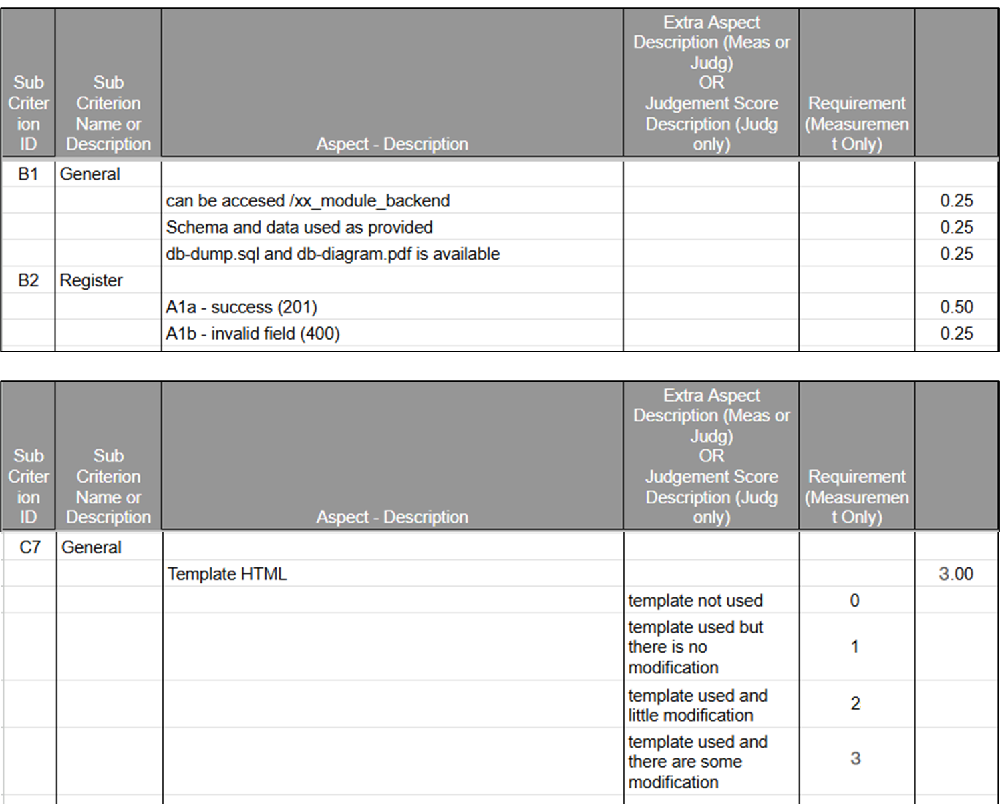 Sub
Criter
ion
ID
Sub
Criterion
Name or
Description
Aspect - Description
Extra Aspect
Description (Meas or
Judg)
OR
Judgement Score
Description (Judg
only)
Requirement
(Measuremen
t Only)
B1 General
can be accesed /xx_module_backend 0.25
Schema and data used as provided 0.25
db-dump.sql and db-diagram.pdf is available 0.25
B2 Register
A1a - success (201) 0.50
A1b - invalid field (400) 0.25
Sub
Criter
ion
ID
Sub
Criterion
Name or
Description
Aspect - Description
Extra Aspect
Description (Meas or
Judg)
OR
Judgement Score
Description (Judg
only)
Requirement
(Measuremen
t Only)
C7 General
Template HTML 3.00
template not used 0
template used but
there is no
modification
1
template used and
little modification
2
template used and
there are some
modification
3